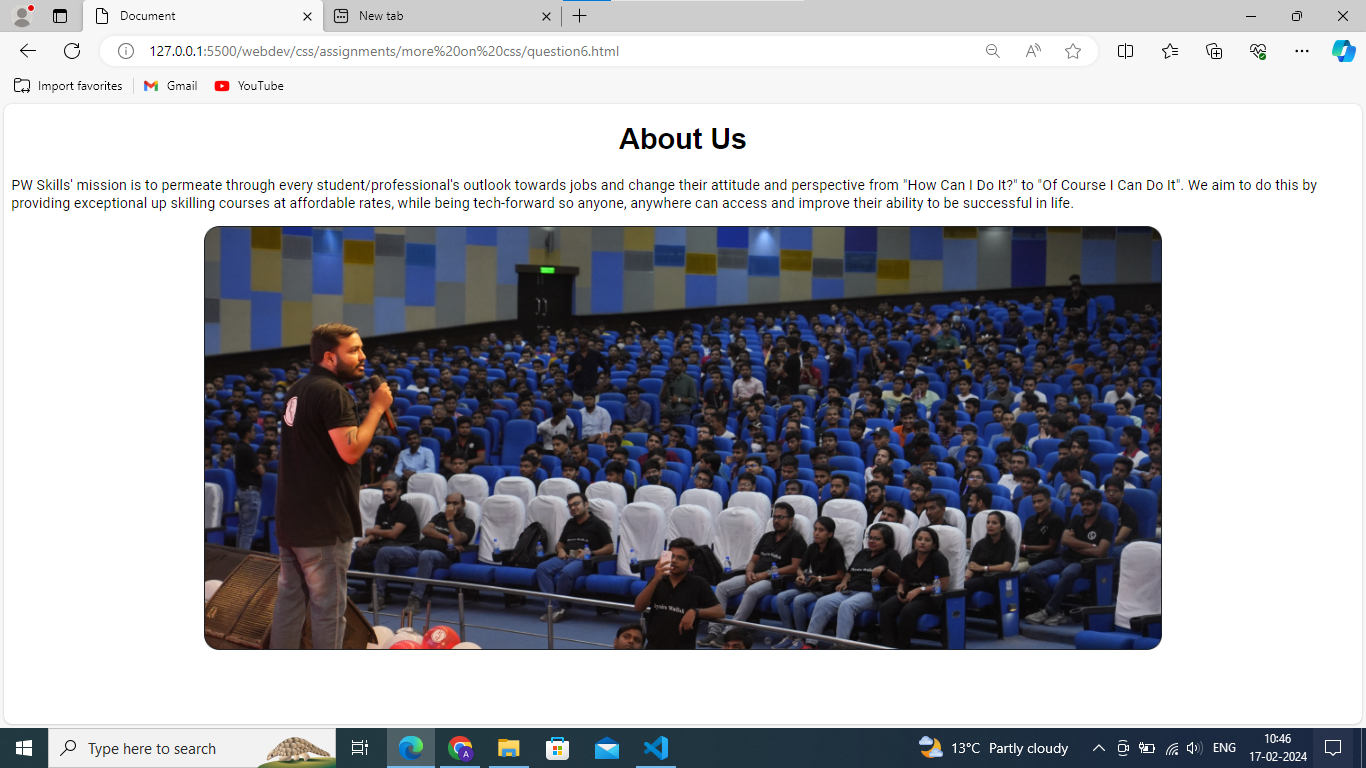 Document
New tab
127.0.0.1:5500/webdev/css/assignments/more%20on%20css/question6.html
Import favorites
Gmail
YouTube
About Us
PW Skills' mission is to permeate through every student/professional's outlook towards jobs and change their attitude and perspective from "How Can I Do It?" to "Of Course I Can Do It". We aim to do this by
providing exceptional up skilling courses at affordable rates, while being tech-forward so anyone, anywhere can access and improve their ability to be successful in life.
Type here to search
A
13°C Partly cloudy
ENG
10:46
17-02-2024